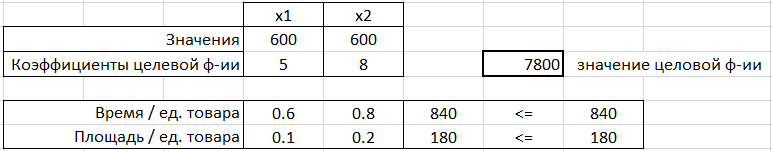 x1 x2
Значения 600 600
Коэффициенты целевой ф-ии 5 8 7800 значение целовой ф-ии
Время / ед. товара 0.6 0.8 840 <= 840
Площадь / ед. товара 0.1 0.2 180 <= 180